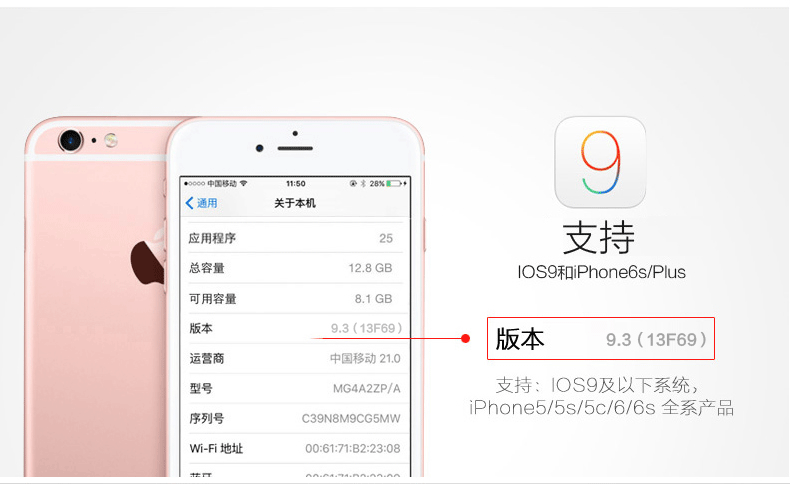 中国移动 11:50 28%
通用 关于本机
应用程序 25
总容量 12.8 GB
可用容量 8.1 GB
版本 9.3 (13F69)
运营商 中国移动 21.0
型号 MG4A2ZP/A
序列号 C39N8M9CG5MW
Wi-Fi 地址 00:61:71:B2:23:08
9
支持
IOS9和iPhone6s/Plus
版本 9.3 (13F69)
支持：IOS9及以下系统，
iPhone5/5s/5c/6/6s 全系产品